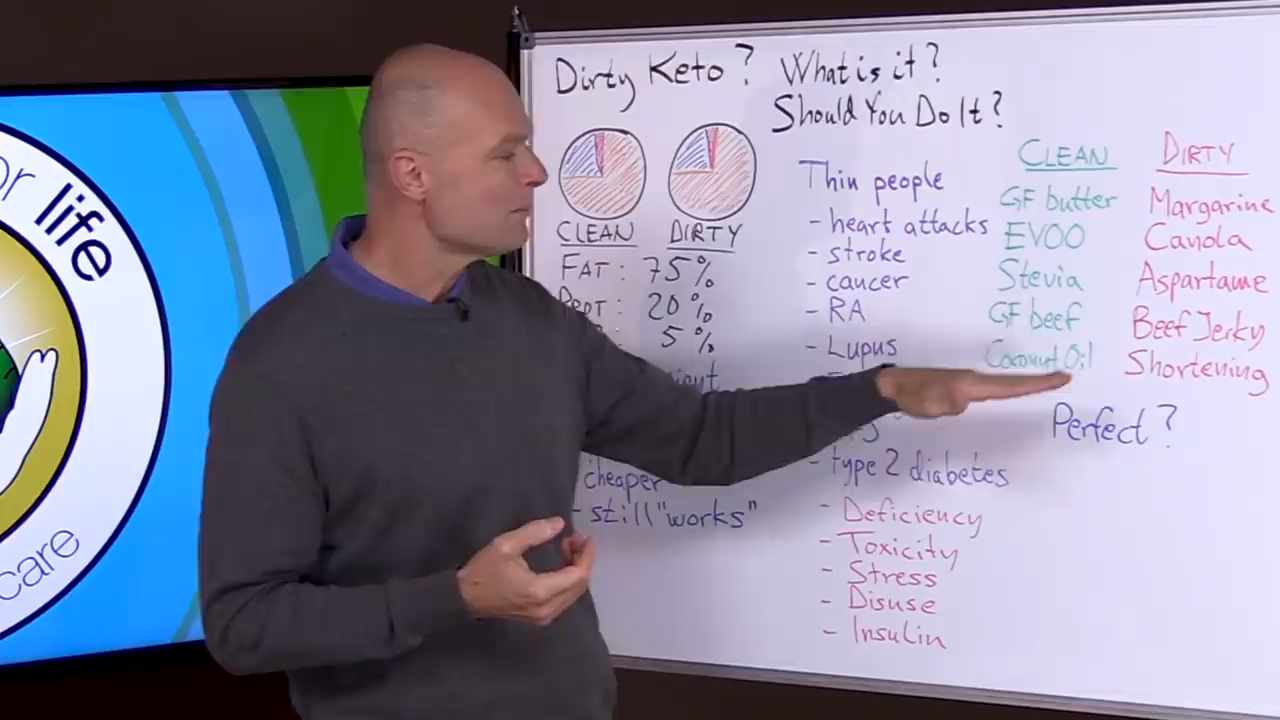 or life
care
Dirty Keto? What is it?
Should You Do It?
CLEAN DIRTY
FAT: 75%
20%
5%
cheaper
- still "works"
Thin people
- heart attacks
- stroke
- cancer
- RA
- Lupus
- type 2 diabetes
- Deficiency
- Toxicity
- Stress
- Disuse
- Insulin
CLEAN DIRTY
GF butter Margarine
EVOO Canola
Stevia Aspartame
GF beef Beef Jerky
Coconut Oil Shortening
Perfect?